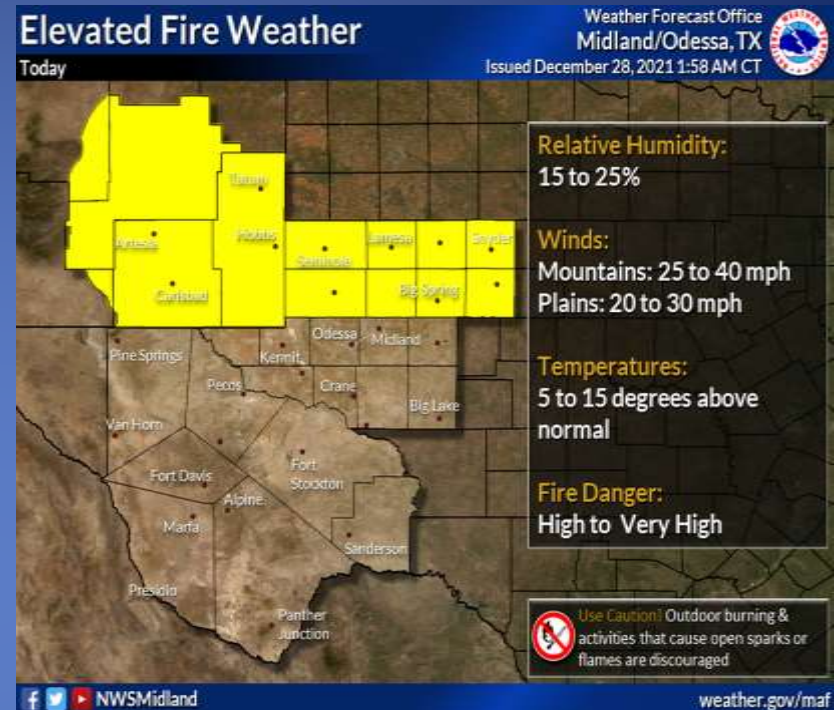 Elevated Fire Weather
Weather Forecast Office
Midland/Odessa,TX
Today
Issued December 28, 2021 1:58 AM CT
Relative Humidity:
15 to 25%
Winds:
Mountains: 25 to 40 mph
Plains: 20 to 30 mph
Temperatures:
5 to 15 degrees above
normal
Fire Danger:
High to Very High
Use Caution! Outdoor burning &
activities that cause open sparks or
flames are discouraged
Tatum
Artesia
Hobbs
Seminole
Lamesa
Snyder
Carlsbad
Big Spring
Pine Springs
Kermit
Odessa
Midland
Pecos
Crane
Big Lake
Van Horn
Fort Davis
Fort
Stockton
Alpine
Marfa
Sanderson
Presidio
Panther
Junction
NWSMidland
weather.gov/maf